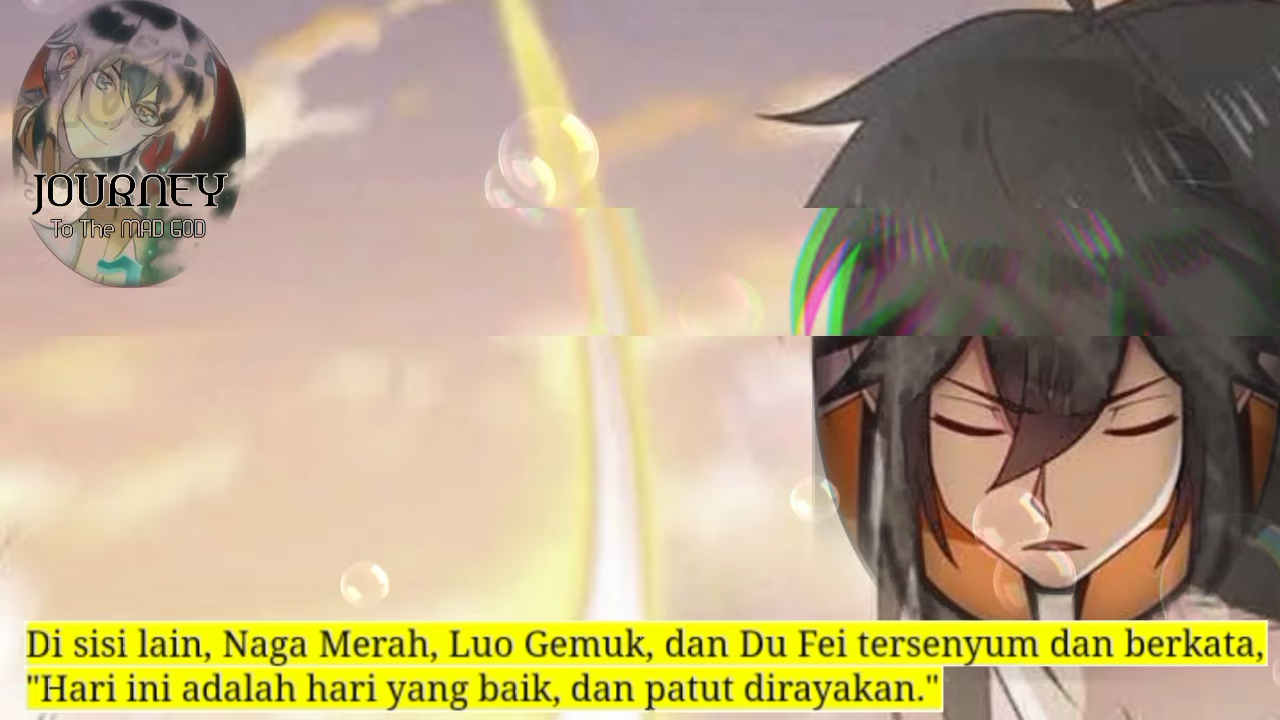 JOURNEY
To The MAD GOD
Di sisi lain, Naga Merah, Luo Gemuk, dan Du Fei tersenyum dan berkata,
"Hari ini adalah hari yang baik, dan patut dirayakan."